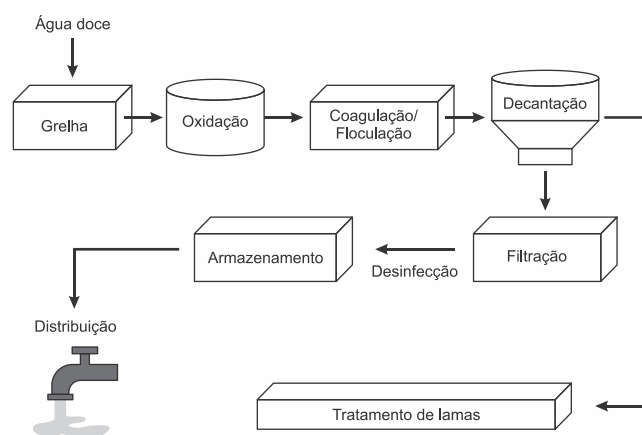 Água doce
Grelha
Oxidação
Coagulação/
Floculação
Decantação
Armazenamento
Desinfecção
Filtração
Distribuição
Tratamento de lamas